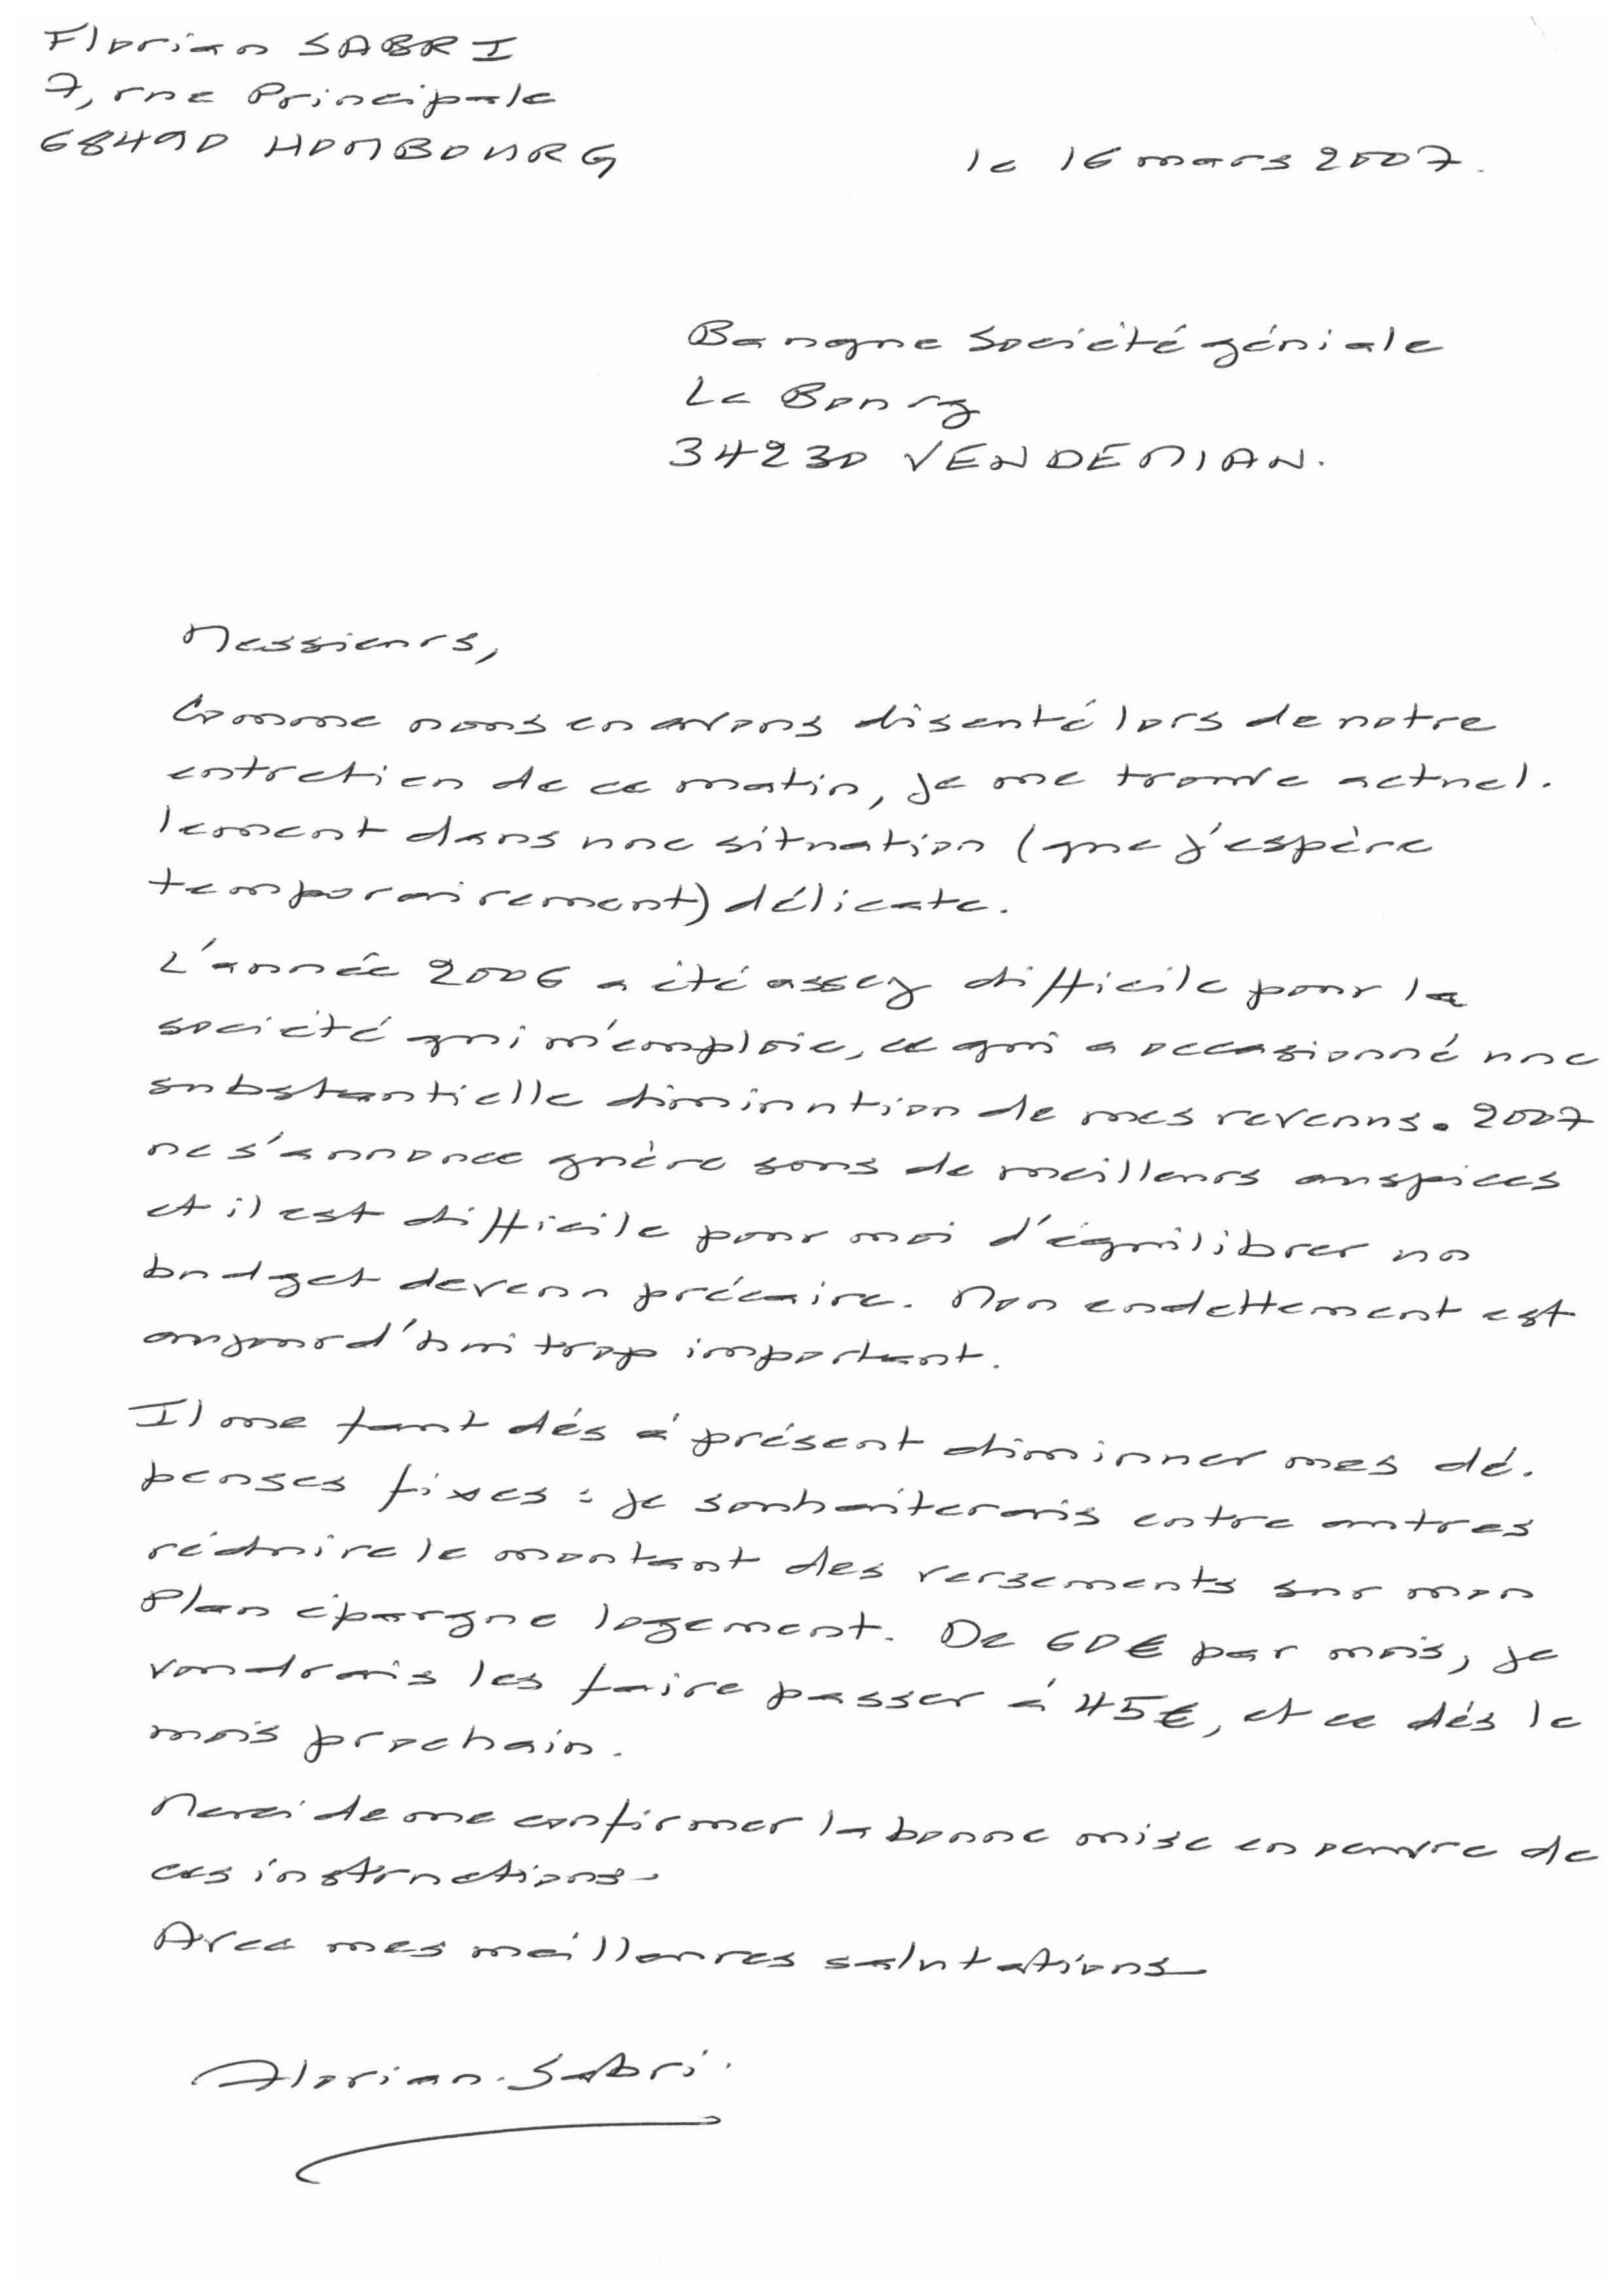 Florian SABRI
7, rue Principale
68490 HOMBOURG
le 16 mars 2007.
Banque Société géniale
Le Bourg
34230 VENDEMIAN.
Messieurs,
Comme nous en avons discuté lors de notre
entretien de ce matin, je me trouve actuel-
lement dans une situation (que j'espère
temporairement) délicate.
L'année 2006 a été assez difficile pour la
société qui m'emploie, ce qui a occasionné une
substantielle diminution de mes revenus. 2007
ne s'annonce guère sous de meilleurs auspices
et il est difficile pour moi d'équilibrer un
budget devenu précaire. Mon endettement est
aujourd'hui trop important.
Il me faut dés à présent diminuer mes dé-
penses fixes : je souhaiterais entre autres
réduire le montant des versements sur mon
Plan épargne logement. De 60€ par mois, je
voudrais les faire passer à 45€, et ce dés le
mois prochain.
Merci de me confirmer la bonne mise en oeuvre de
ces instructions.
Avec mes meilleures salutations
Florian Sabri.